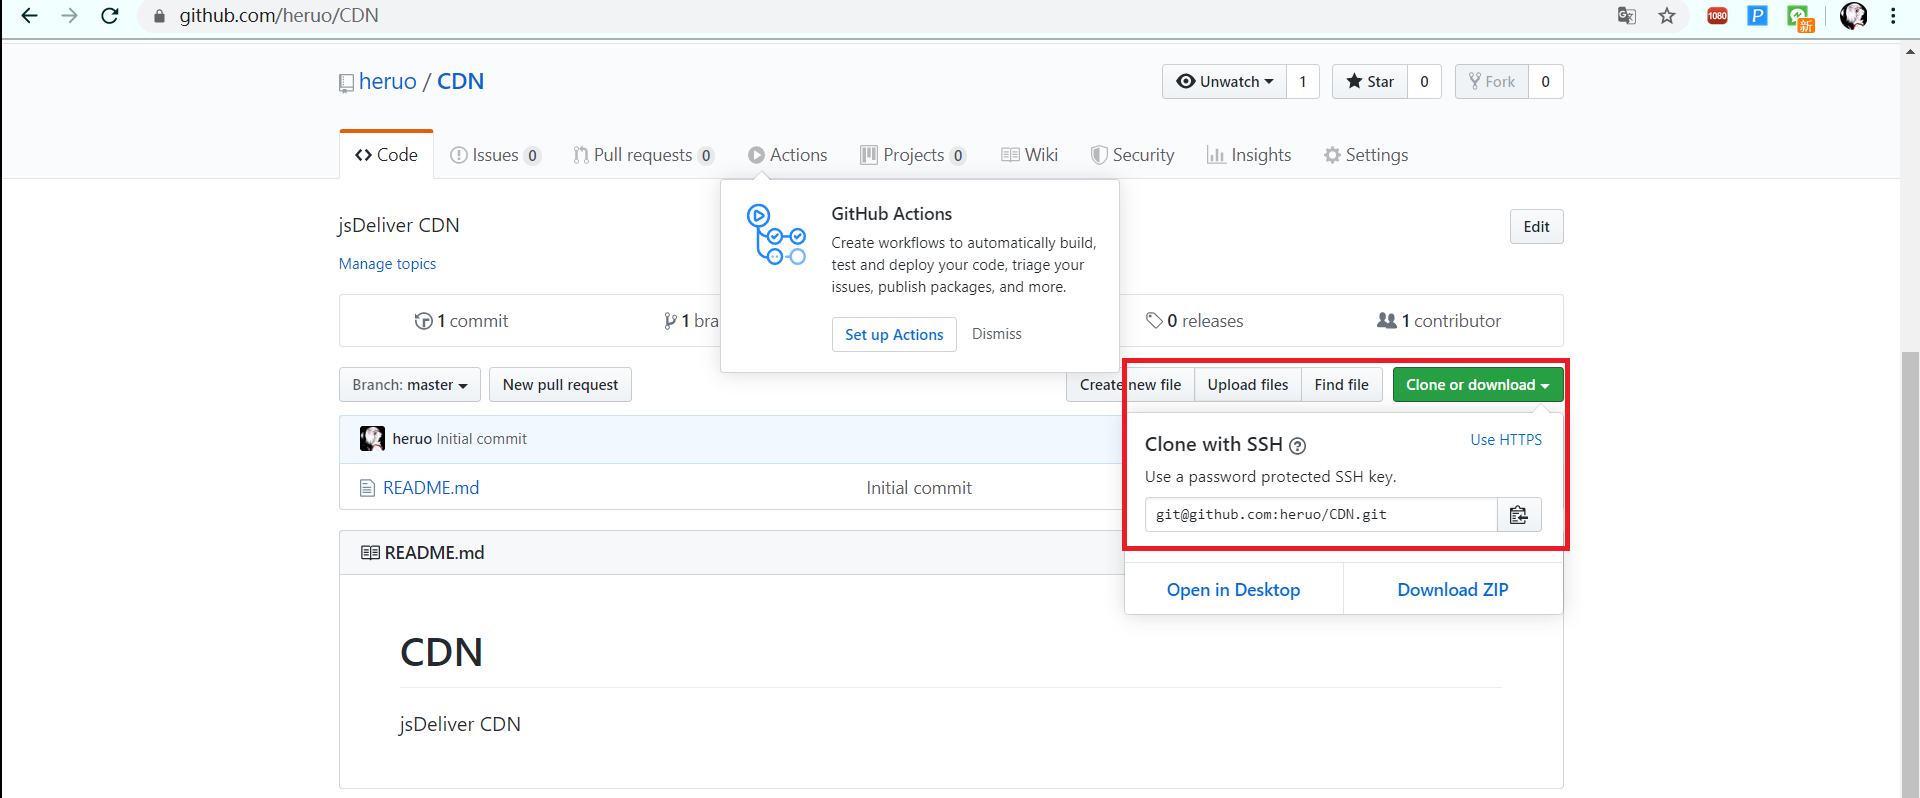 github.com/heruo/CDN
1080
P
新
heruo / CDN
Unwatch 1
Star 0
Fork 0
Code
Issues 0
Pull requests 0
Actions
Projects 0
Wiki
Security
Insights
Settings
jsDeliver CDN
Edit
Manage topics
GitHub Actions
Create workflows to automatically build,
test and deploy your code, triage your
issues, publish packages, and more.
Set up Actions Dismiss
1 commit
1 bra
0 releases
1 contributor
Branch: master
New pull request
Create new file
Upload files
Find file
Clone or download
heruo Initial commit
README.md Initial commit
Clone with SSH
Use HTTPS
Use a password protected SSH key.
git@github.com:heruo/CDN.git
Open in Desktop
Download ZIP
README.md
CDN
jsDeliver CDN